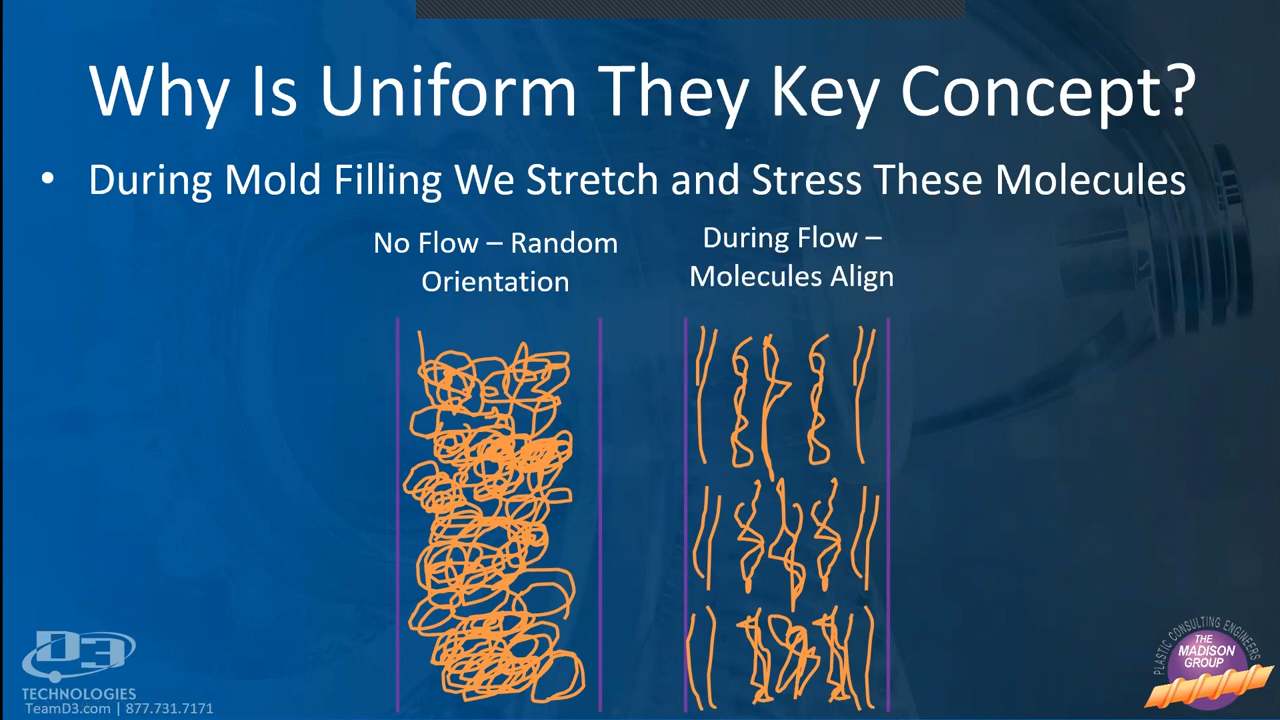 Why Is Uniform They Key Concept?
• During Mold Filling We Stretch and Stress These Molecules
No Flow – Random
Orientation
During Flow –
Molecules Align
D3
TECHNOLOGIES
TeamD3.com | 877.731.7171
PLASTIC CONSULTING ENGINEERS
THE
MADISON
GROUP